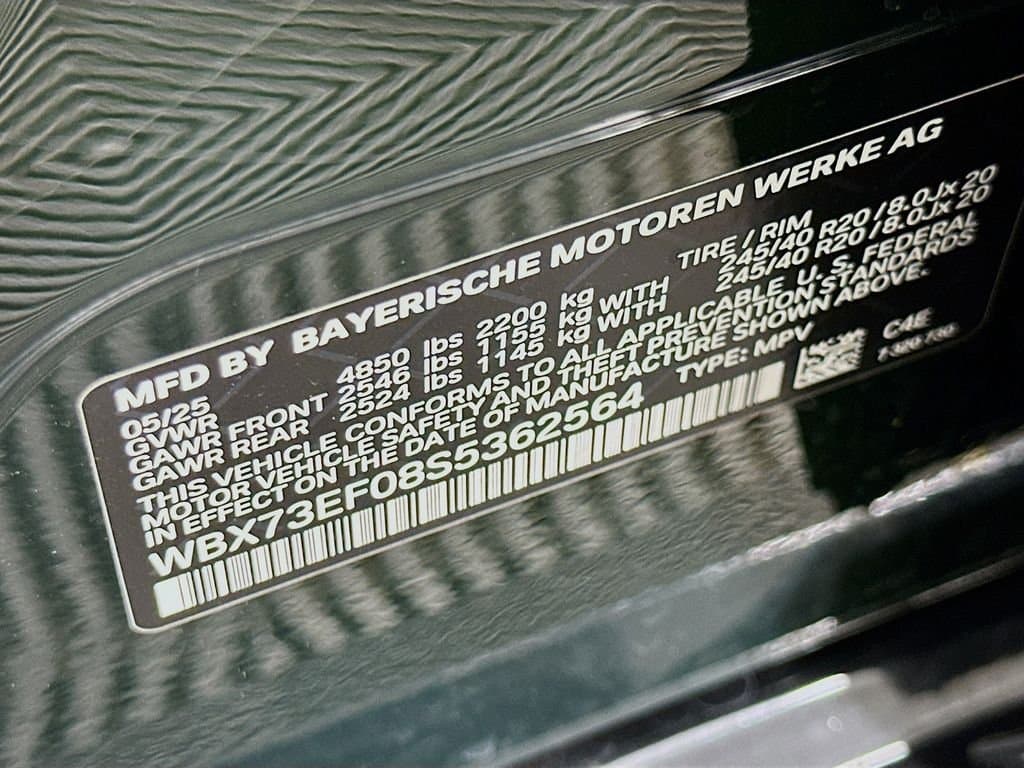 MFD BY BAYERISCHE MOTOREN WERKE AG
05/25 TIRE / RIM
GVWR 4850 lbs 2200 kg
GAWR FRONT 2546 lbs 1155 kg WITH 245/40 R20 / 8.0Jx 20
GAWR REAR 2524 lbs 1145 kg WITH 245/40 R20 / 8.0Jx 20
THIS VEHICLE CONFORMS TO ALL APPLICABLE U. S. FEDERAL
MOTOR VEHICLE SAFETY AND THEFT PREVENTION STANDARDS
IN EFFECT ON THE DATE OF MANUFACTURE SHOWN ABOVE.
WBX73EF08S5362564 TYPE: MPV
C4E